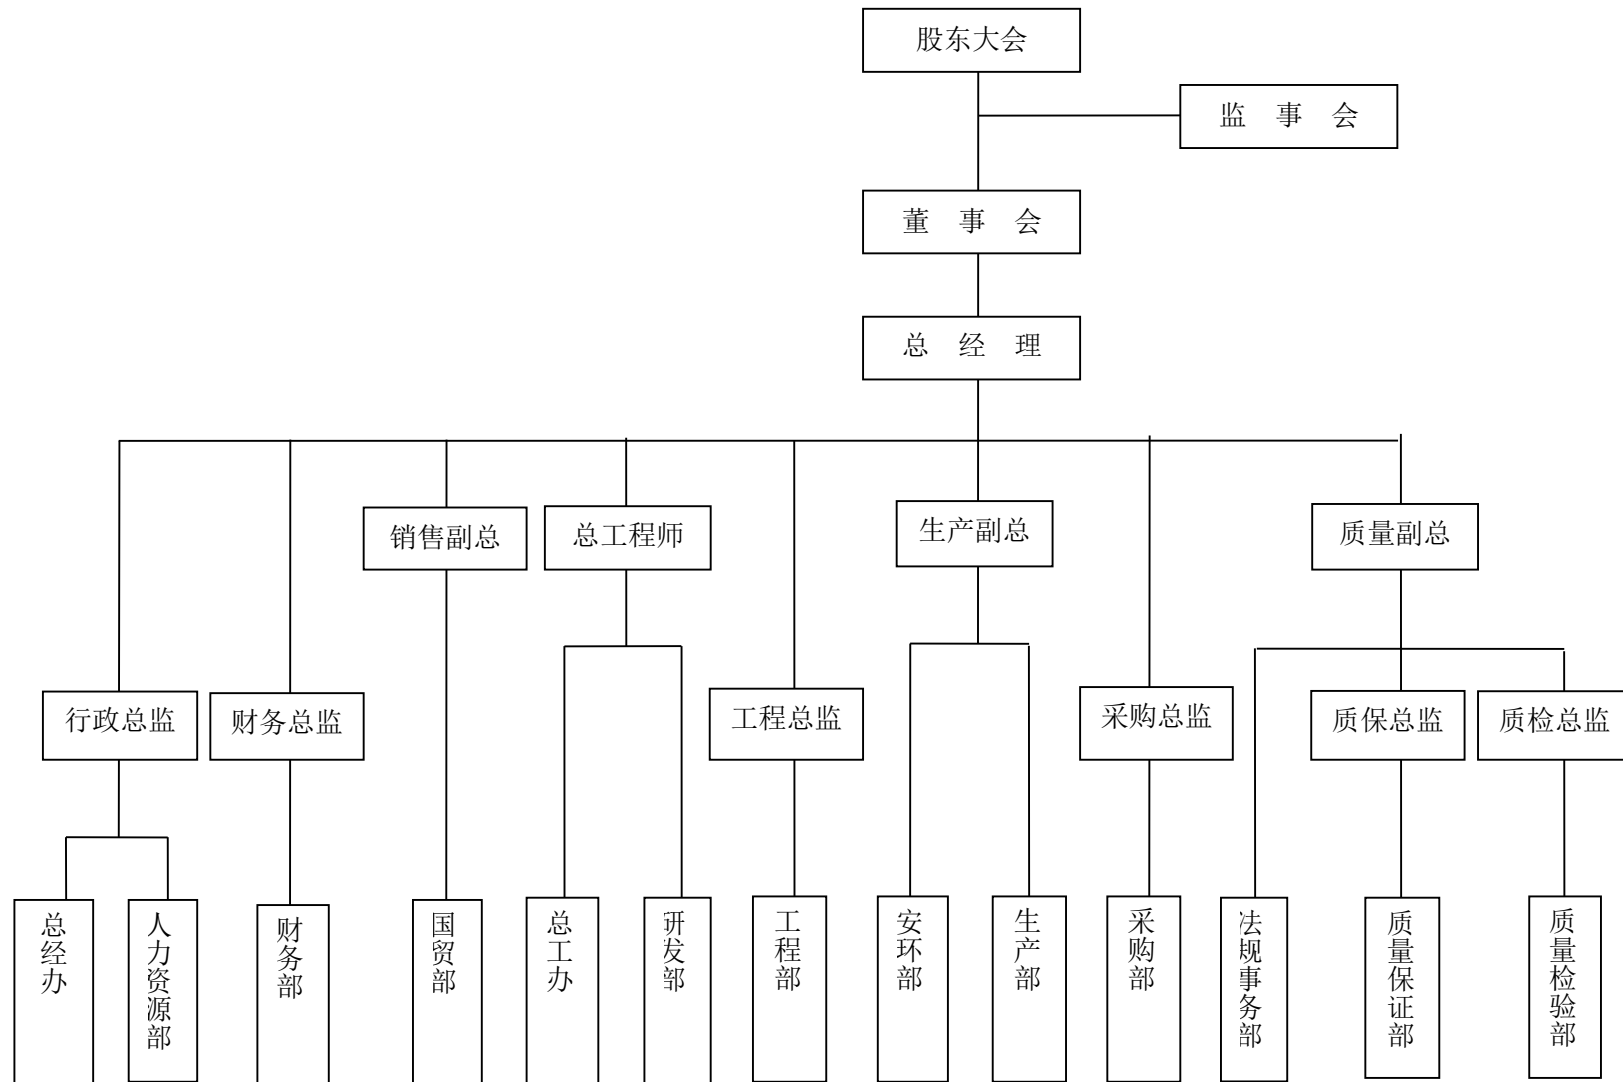 股东大会
监 事 会
董 事 会
总 经 理
销售副总
总工程师
生产副总
质量副总
行政总监
财务总监
工程总监
采购总监
质保总监
质检总监
总经办
人力资源部
财务部
国贸部
总工办
研发部
工程部
安环部
生产部
采购部
法规事务部
质量保证部
质量检验部